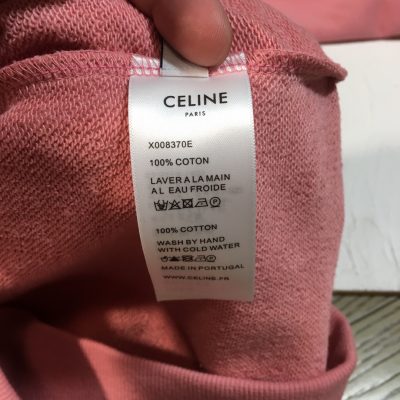 CELINE
PARIS
X008370E
100% COTON
LAVER A LA MAIN
A L EAU FROIDE
100% COTTON
WASH BY HAND
WITH COLD WATER
MADE IN PORTUGAL
WWW.CELINE.FR